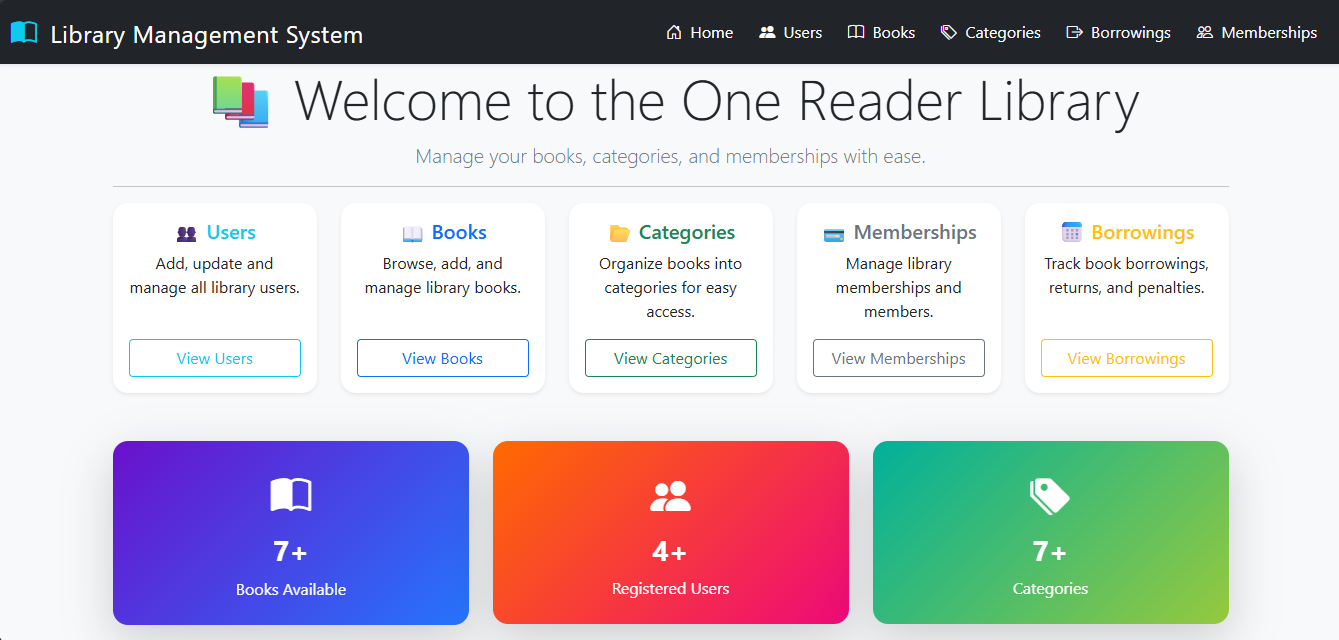 Library Management System
Home Users Books Categories Borrowings Memberships
Welcome to the One Reader Library
Manage your books, categories, and memberships with ease.
Users
Add, update and
manage all library users.
View Users
Books
Browse, add, and
manage library books.
View Books
Categories
Organize books into
categories for easy
access.
View Categories
Memberships
Manage library
memberships and
members.
View Memberships
Borrowings
Track book borrowings,
returns, and penalties.
View Borrowings
7+
Books Available
4+
Registered Users
7+
Categories